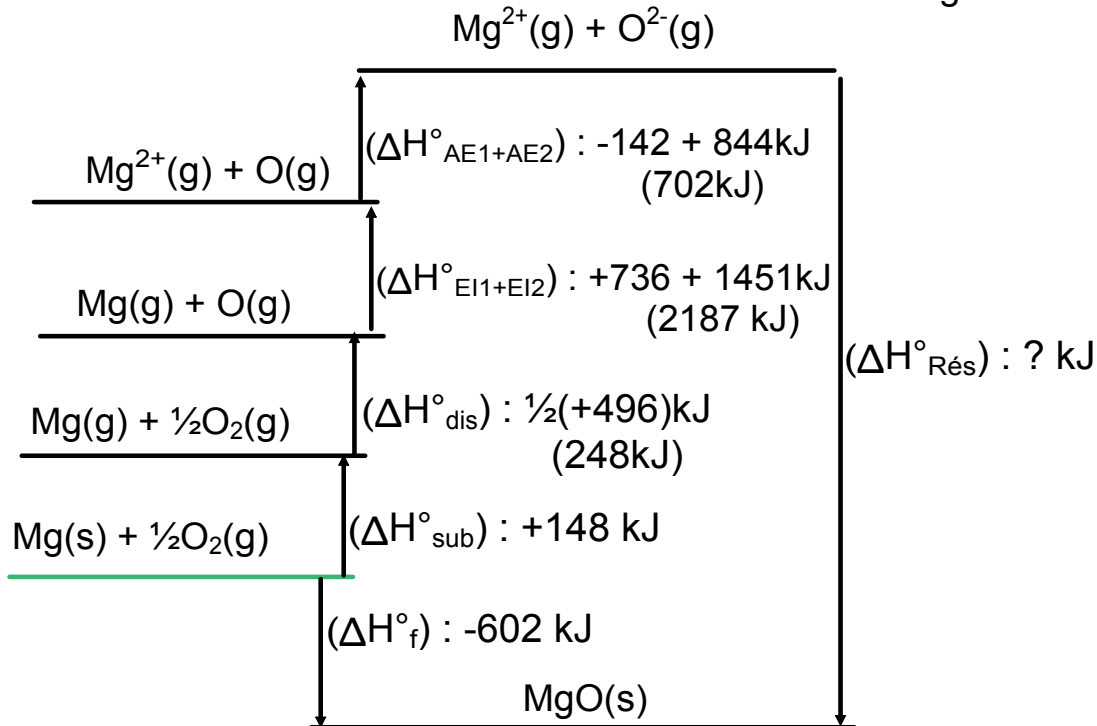 Mg²⁺(g) + O²⁻(g)
(ΔH°AE1+AE2) : -142 + 844kJ
(702kJ)
Mg²⁺(g) + O(g)
(ΔH°EI1+EI2) : +736 + 1451kJ
(2187 kJ)
Mg(g) + O(g)
(ΔH°Rés) : ? kJ
(ΔH°dis) : ½(+496)kJ
(248kJ)
Mg(g) + ½O₂(g)
(ΔH°sub) : +148 kJ
Mg(s) + ½O₂(g)
(ΔH°f) : -602 kJ
MgO(s)